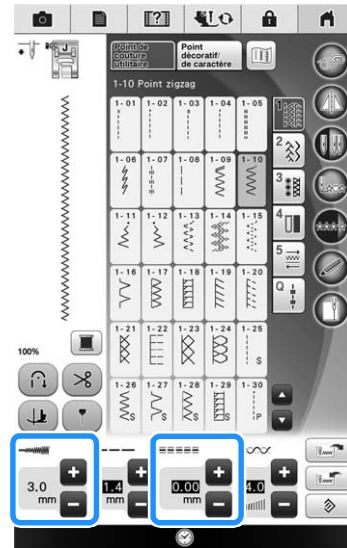 J
Point de
couture
utilitaire
Point
décoratif/
de caractère
1-10 Point zigzag
1-01 1-02 1-03 1-04 1-05
1
1-06 1-07 1-08 1-09 1-10
2
3
1-11 1-12 1-13 1-14 1-15
4
1-16 1-17 1-18 1-19 1-20
5
Q
1-21 1-22 1-23 1-24 1-25
S
100%
1-26 1-27 1-28 1-29 1-30
S S S S P
3.0
mm
1.4
mm
0.00
mm
4.0